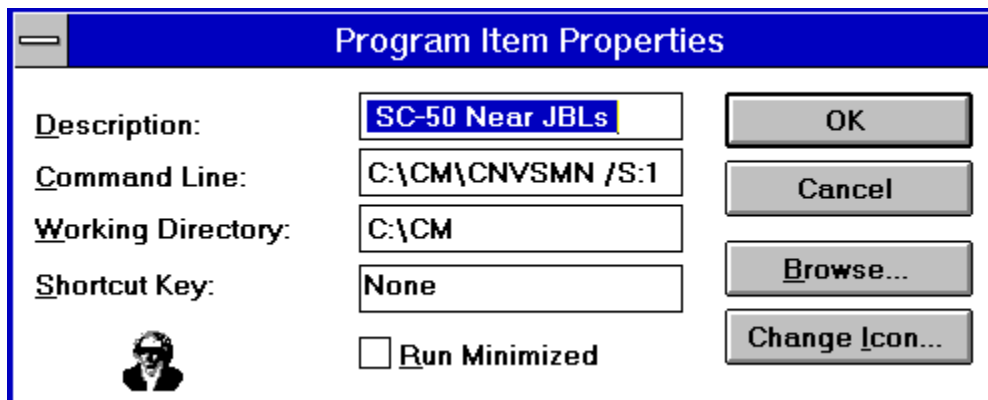 Program Item Properties
Description: SC-50 Near JBLs OK
Command Line: C:\CM\CNVSMN /S:1 Cancel
Working Directory: C:\CM
Shortcut Key: None Browse...
Run Minimized Change Icon...